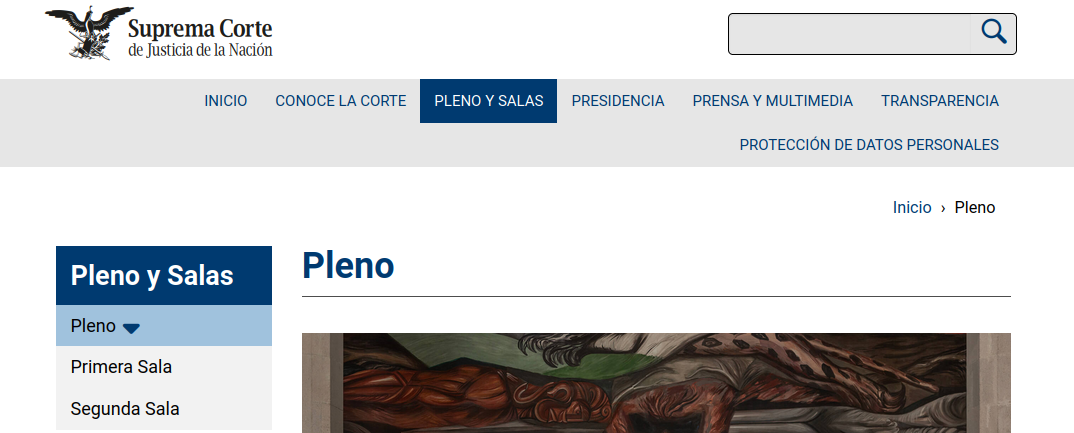 Suprema Corte
de Justicia de la Nación
INICIO CONOCE LA CORTE PLENO Y SALAS PRESIDENCIA PRENSA Y MULTIMEDIA TRANSPARENCIA
PROTECCIÓN DE DATOS PERSONALES
Inicio › Pleno
Pleno y Salas
Pleno
Primera Sala
Segunda Sala
Pleno